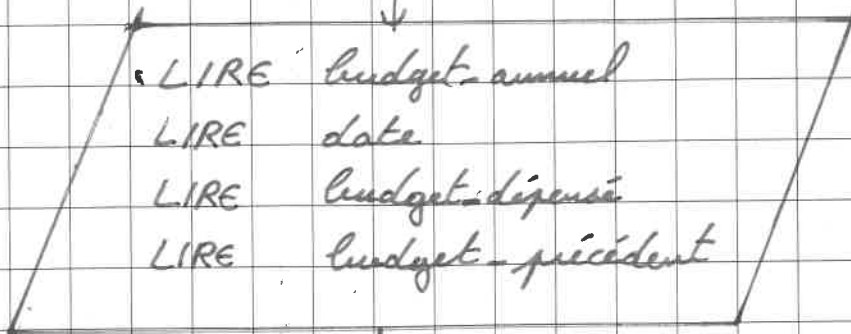 LIRE budget-annuel
LIRE date
LIRE budget-dépensé
LIRE budget-précédent